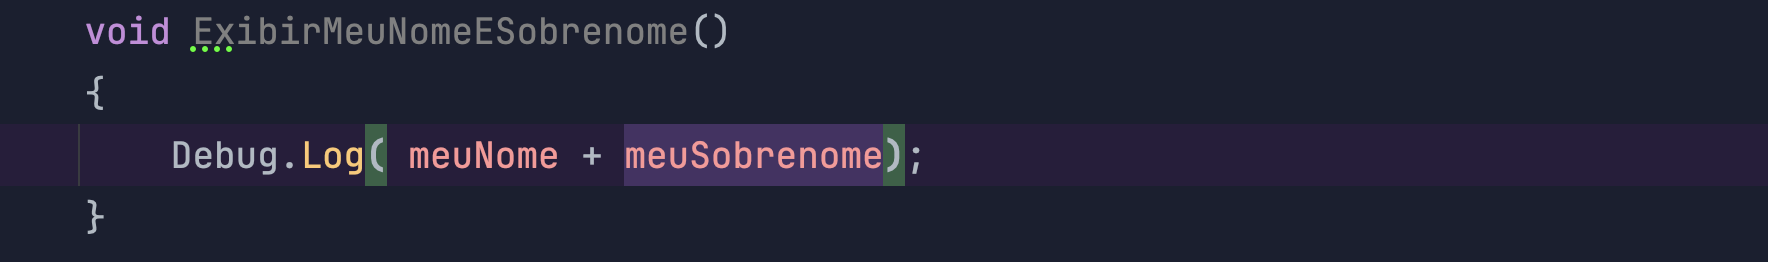 void ExibirMeuNomeESobrenome()
{
Debug.Log( meuNome + meuSobrenome);
}